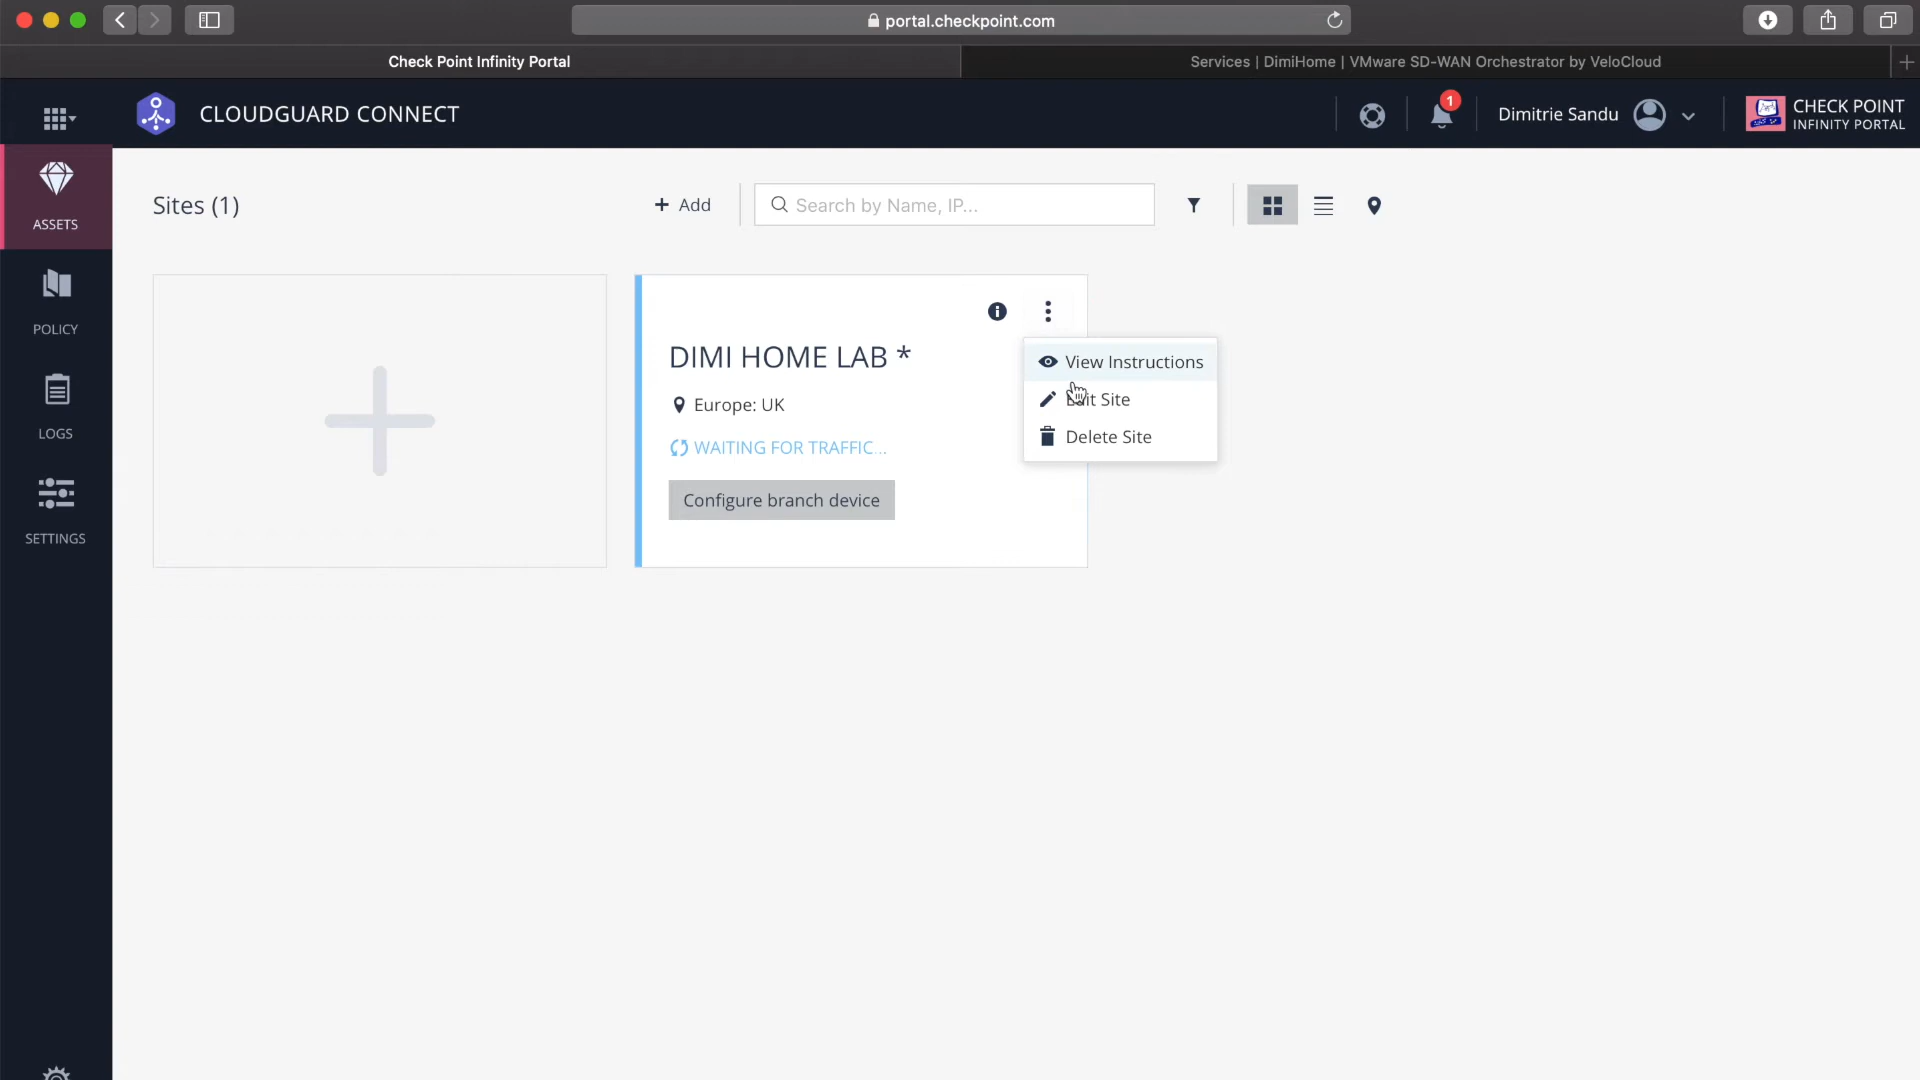 portal.checkpoint.com
Check Point Infinity Portal
Services | DimiHome | VMware SD-WAN Orchestrator by VeloCloud
CLOUDGUARD CONNECT
1
Dimitrie Sandu
CHECK POINT
INFINITY PORTAL
ASSETS
POLICY
LOGS
SETTINGS
Sites (1)
+ Add
Search by Name, IP...
DIMI HOME LAB *
Europe: UK
WAITING FOR TRAFFIC...
Configure branch device
View Instructions
Site
Delete Site